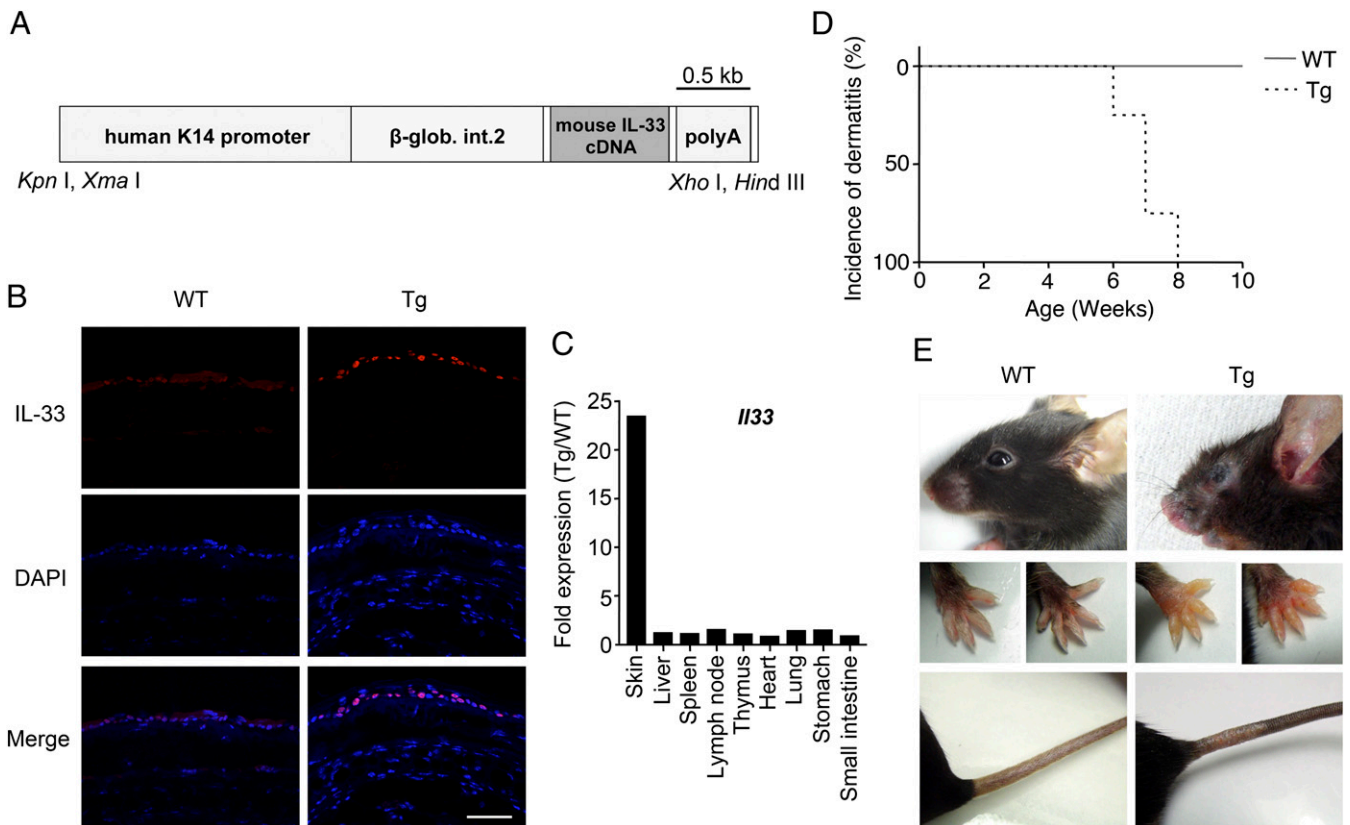 A
0.5 kb
human K14 promoter
β-glob. int.2
mouse IL-33
cDNA
polyA
Kpn I, Xma I
Xho I, Hind III
B
WT
Tg
IL-33
DAPI
Merge
C
Il33
Fold expression (Tg/WT)
25
20
15
10
5
0
Skin
Liver
Spleen
Lymph node
Thymus
Heart
Lung
Stomach
Small intestine
D
Incidence of dermatitis (%)
0
50
100
0
2
4
6
8
10
Age (Weeks)
WT
Tg
E
WT
Tg